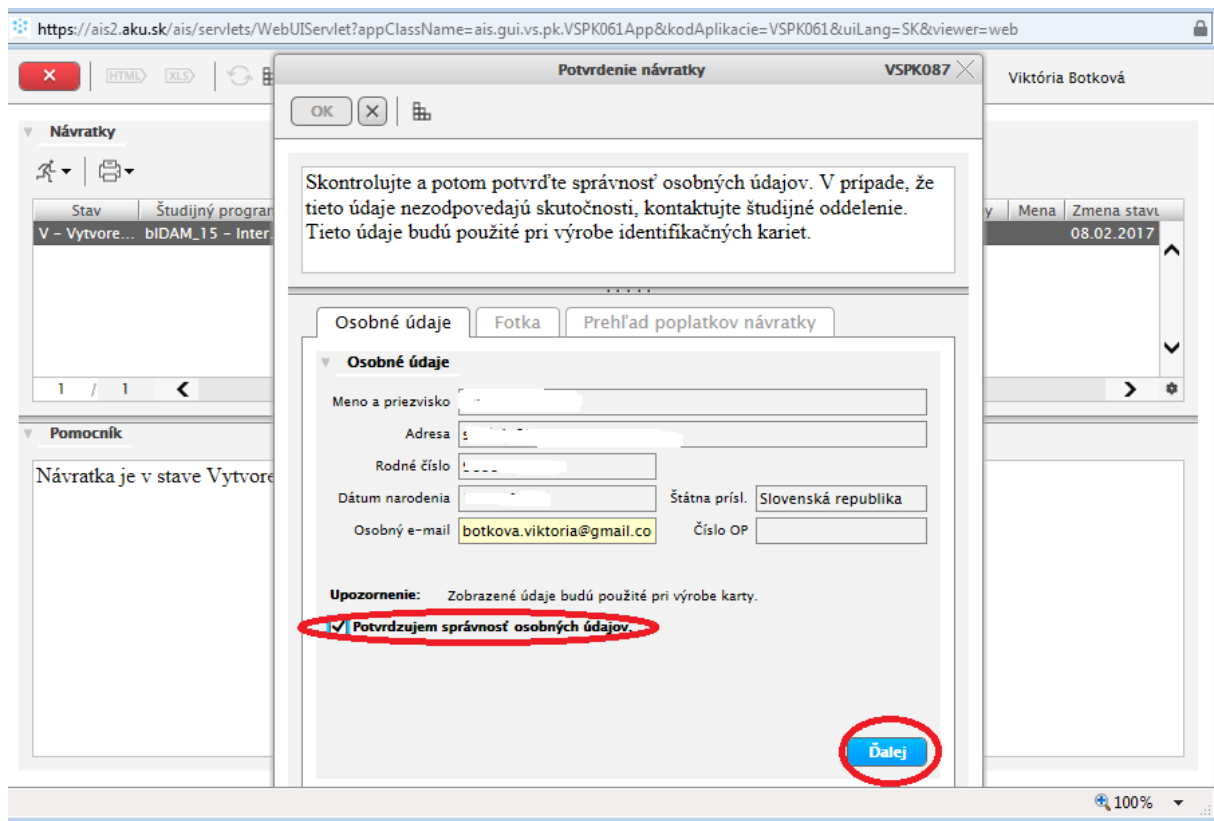 https://ais2.aku.sk/ais/servlets/WebUIServlet?appClassName=ais.gui.vs.pk.VSPK061App&kodAplikacie=VSPK061&uiLang=SK&viewer=web
HTML XLS
Viktória Botková
Potvrdenie návratky VSPK087
OK
Návratky
Stav Študijný progran
y Mena Zmena stavu
V – Vytvore... bIDAM_15 – Inter
08.02.2017
1 / 1
Pomocník
Návratka je v stave Vytvore
Skontrolujte a potom potvrďte správnosť osobných údajov. V prípade, že
tieto údaje nezodpovedajú skutočnosti, kontaktujte študijné oddelenie.
Tieto údaje budú použité pri výrobe identifikačných kariet.
Osobné údaje Fotka Prehľad poplatkov návratky
Osobné údaje
Meno a priezvisko
Adresa
Rodné číslo
Dátum narodenia Štátna prísl. Slovenská republika
Osobný e-mail botkova.viktoria@gmail.co Číslo OP
Upozornenie: Zobrazené údaje budú použité pri výrobe karty.
Potvrdzujem správnosť osobných údajov.
Ďalej
100%